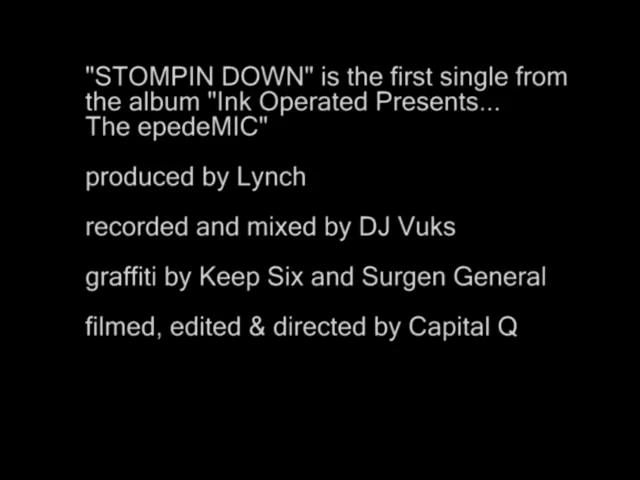 "STOMPIN DOWN" is the first single from
the album "Ink Operated Presents...
The epedeMIC"
produced by Lynch
recorded and mixed by DJ Vuks
graffiti by Keep Six and Surgen General
filmed, edited & directed by Capital Q